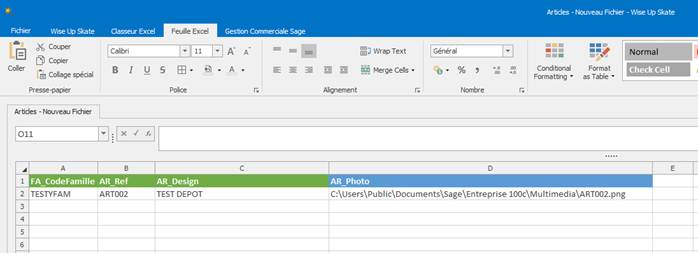 Articles - Nouveau Fichier - Wise Up Skate
Fichier Wise Up Skate Classeur Excel Feuille Excel Gestion Commerciale Sage
Coller
Couper
Copier
Collage spécial
Presse-papier
Calibri 11 A A
B I U S A
Police
Wrap Text
Merge Cells
Alignement
Général
% ,
Nombre
Conditional
Formatting
Format
as Table
Normal
Check Cell
Articles - Nouveau Fichier
O11 fx
A B C D E
1 FA_CodeFamille AR_Ref AR_Design AR_Photo
2 TESTYFAM ART002 TEST DEPOT C:\Users\Public\Documents\Sage\Entreprise 100c\Multimedia\ART002.png
3
4
5
6